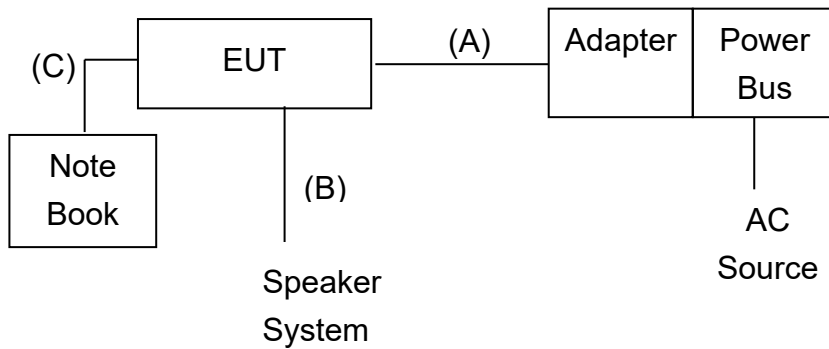 (C)
EUT
(A)
Adapter
Power
Bus
Note
Book
(B)
AC
Source
Speaker
System